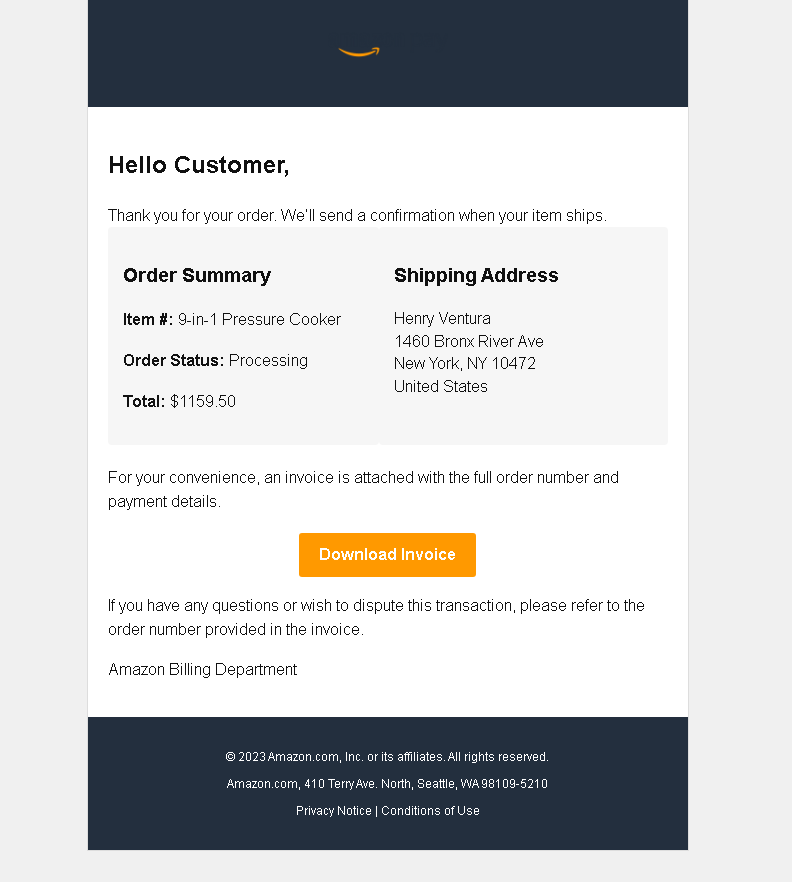 Hello Customer,
Thank you for your order. We'll send a confirmation when your item ships.
Order Summary
Item #: 9-in-1 Pressure Cooker
Order Status: Processing
Total: $1159.50
Shipping Address
Henry Ventura
1460 Bronx River Ave
New York, NY 10472
United States
For your convenience, an invoice is attached with the full order number and
payment details.
Download Invoice
If you have any questions or wish to dispute this transaction, please refer to the
order number provided in the invoice.
Amazon Billing Department
© 2023 Amazon.com, Inc. or its affiliates. All rights reserved.
Amazon.com, 410 Terry Ave. North, Seattle, WA 98109-5210
Privacy Notice | Conditions of Use